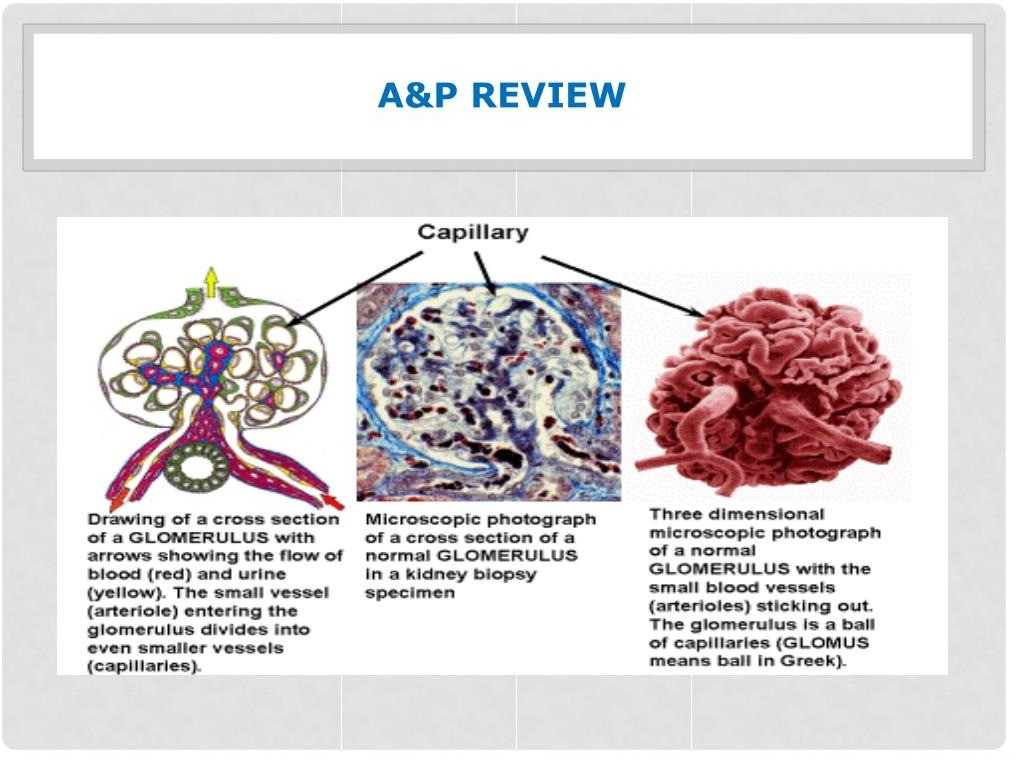 A&P REVIEW
Capillary
Drawing of a cross section
of a GLOMERULUS with
arrows showing the flow of
blood (red) and urine
(yellow). The small vessel
(arteriole) entering the
glomerulus divides into
even smaller vessels
(capillaries).
Microscopic photograph
of a cross section of a
normal GLOMERULUS
in a kidney biopsy
specimen
Three dimensional
microscopic photograph
of a normal
GLOMERULUS with the
small blood vessels
(arterioles) sticking out.
The glomerulus is a ball
of capillaries (GLOMUS
means ball in Greek).